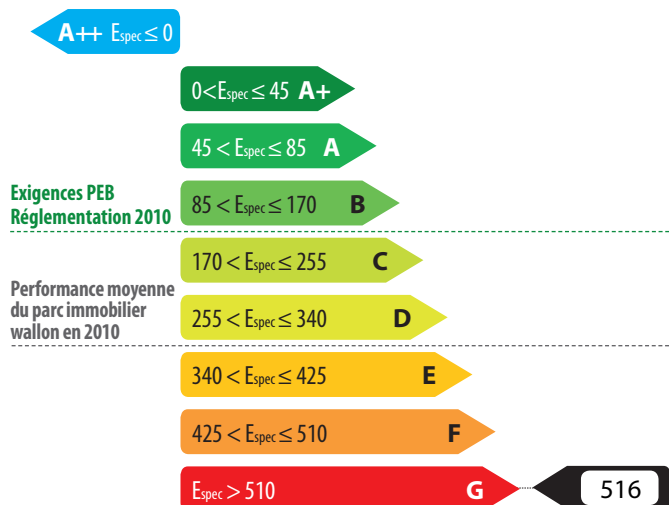 A++ Espec ≤ 0
0<Espec ≤ 45 A+
45 < Espec ≤ 85 A
Exigences PEB
Réglementation 2010
85 < Espec ≤ 170 B
170 < Espec ≤ 255 C
Performance moyenne
du parc immobilier
wallon en 2010
255 < Espec ≤ 340 D
340 < Espec ≤ 425 E
425 < Espec ≤ 510 F
Espec > 510 G 516